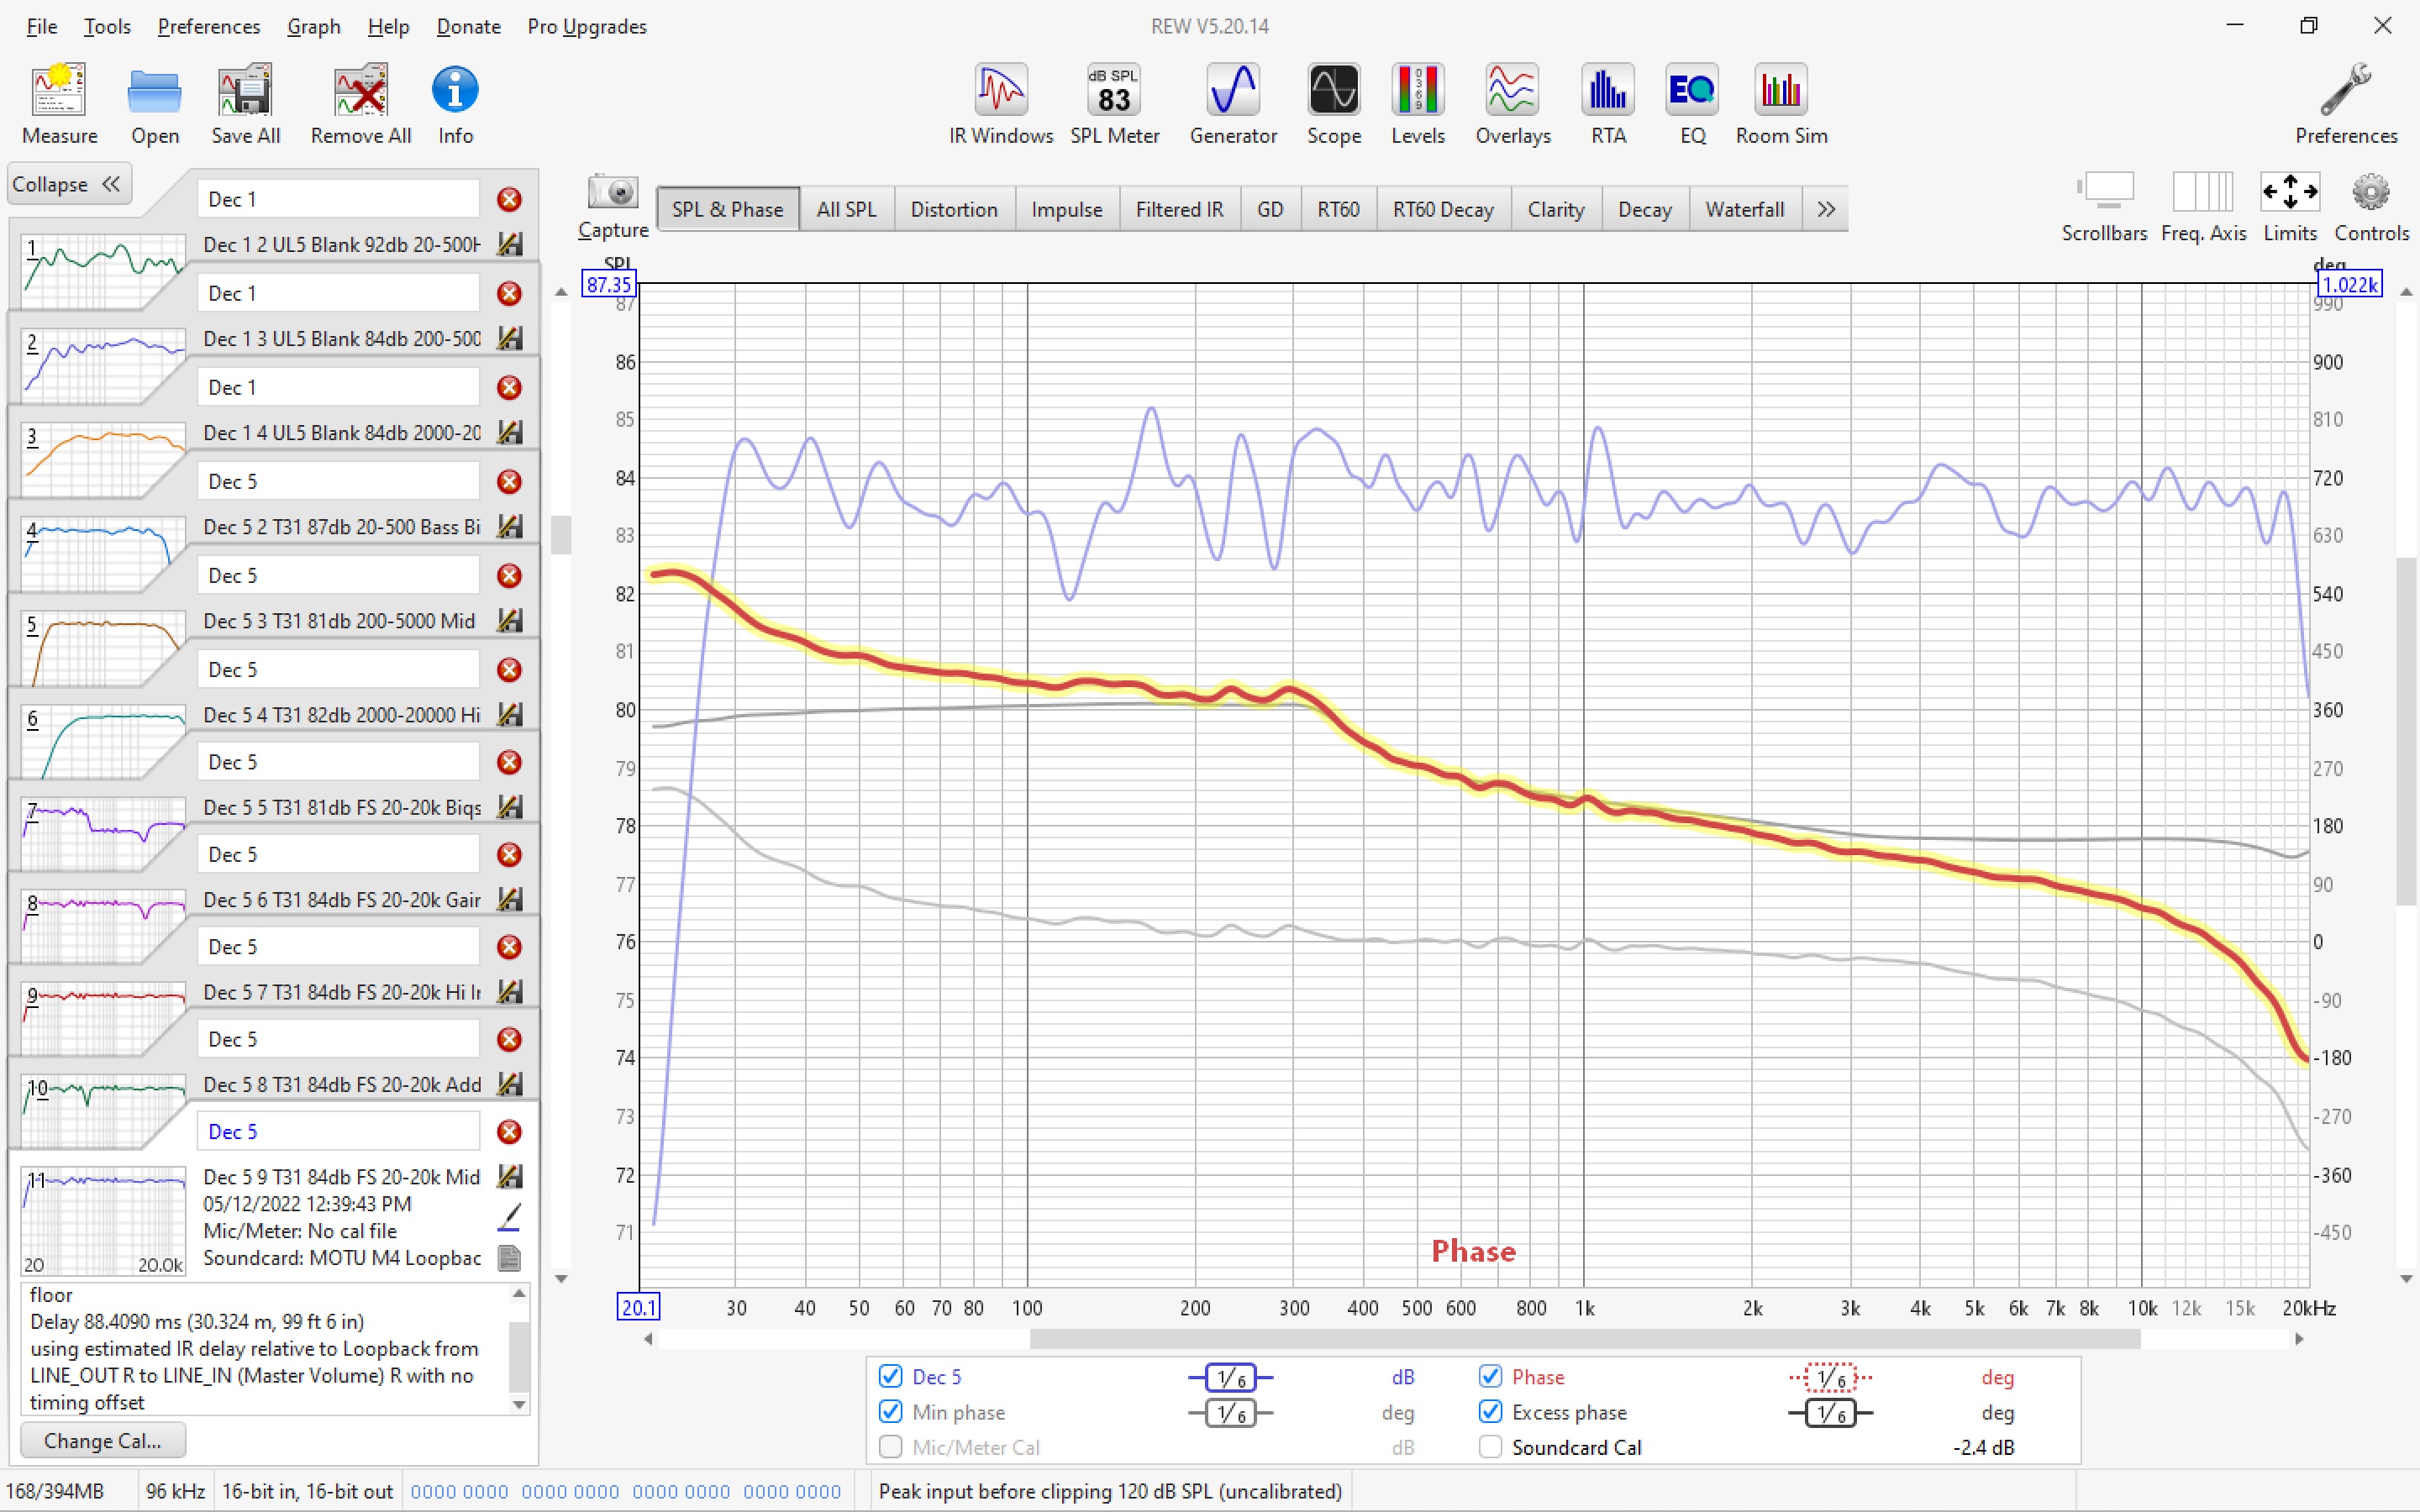 File Tools Preferences Graph Help Donate Pro Upgrades
REW V5.20.14
Measure Open Save All Remove All Info
dB SPL
83
IR Windows SPL Meter Generator Scope Levels Overlays RTA EQ Room Sim
Preferences
Collapse
Capture
SPL & Phase All SPL Distortion Impulse Filtered IR GD RT60 RT60 Decay Clarity Decay Waterfall
Scrollbars Freq. Axis Limits Controls
Dec 1
1
Dec 1 2 UL5 Blank 92db 20-500H
Dec 1
2
Dec 1 3 UL5 Blank 84db 200-500
Dec 1
3
Dec 1 4 UL5 Blank 84db 2000-20
Dec 5
4
Dec 5 2 T31 87db 20-500 Bass Bi
Dec 5
5
Dec 5 3 T31 81db 200-5000 Mid
Dec 5
6
Dec 5 4 T31 82db 2000-20000 Hi
Dec 5
7
Dec 5 5 T31 81db FS 20-20k Biqs
Dec 5
8
Dec 5 6 T31 84db FS 20-20k Gair
Dec 5
9
Dec 5 7 T31 84db FS 20-20k Hi Ir
Dec 5
10
Dec 5 8 T31 84db FS 20-20k Add
Dec 5
11
Dec 5 9 T31 84db FS 20-20k Mid
05/12/2022 12:39:43 PM
Mic/Meter: No cal file
Soundcard: MOTU M4 Loopbac
20 20.0k
floor
Delay 88.4090 ms (30.324 m, 99 ft 6 in)
using estimated IR delay relative to Loopback from
LINE_OUT R to LINE_IN (Master Volume) R with no
timing offset
Change Cal...
SPL
87.35
87
86
85
84
83
82
81
80
79
78
77
76
75
74
73
72
71
deg
1.022k
990
900
810
720
630
540
450
360
270
180
90
0
-90
-180
-270
-360
-450
Phase
20.1 30 40 50 60 70 80 100 200 300 400 500 600 800 1k 2k 3k 4k 5k 6k 7k 8k 10k 12k 15k 20kHz
Dec 5 1/6 dB Phase 1/6 deg
Min phase 1/6 deg Excess phase 1/6 deg
Mic/Meter Cal dB Soundcard Cal -2.4 dB
168/394MB 96 kHz 16-bit in, 16-bit out 0000 0000 0000 0000 0000 0000 0000 0000 Peak input before clipping 120 dB SPL (uncalibrated)